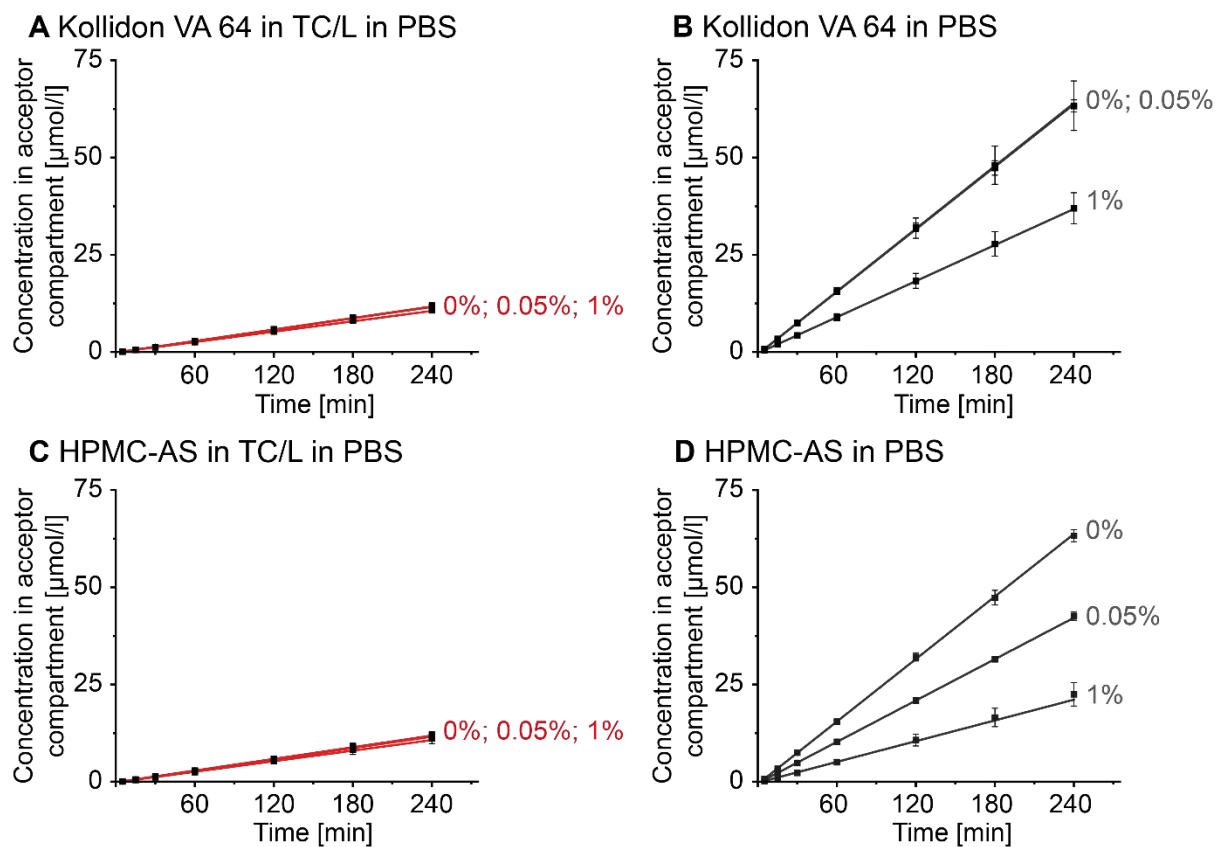 A Kollidon VA 64 in TC/L in PBS
Concentration in acceptor
compartment [µmol/l]
75
50
25
0
0%; 0.05%; 1%
60 120 180 240
Time [min]
B Kollidon VA 64 in PBS
Concentration in acceptor
compartment [µmol/l]
75
50
25
0
0%; 0.05%
1%
60 120 180 240
Time [min]
C HPMC-AS in TC/L in PBS
Concentration in acceptor
compartment [µmol/l]
75
50
25
0
0%; 0.05%; 1%
60 120 180 240
Time [min]
D HPMC-AS in PBS
Concentration in acceptor
compartment [µmol/l]
75
50
25
0
0%
0.05%
1%
60 120 180 240
Time [min]